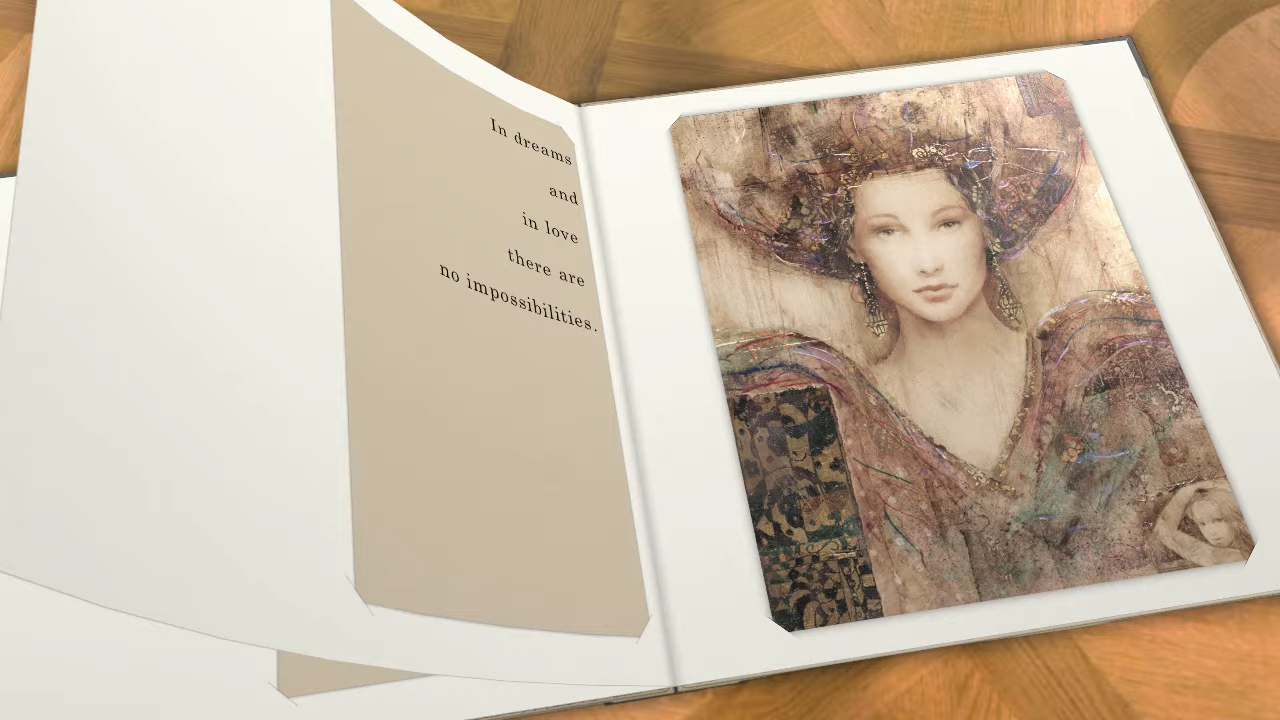 In dreams
and
in love
there are
no impossibilities.